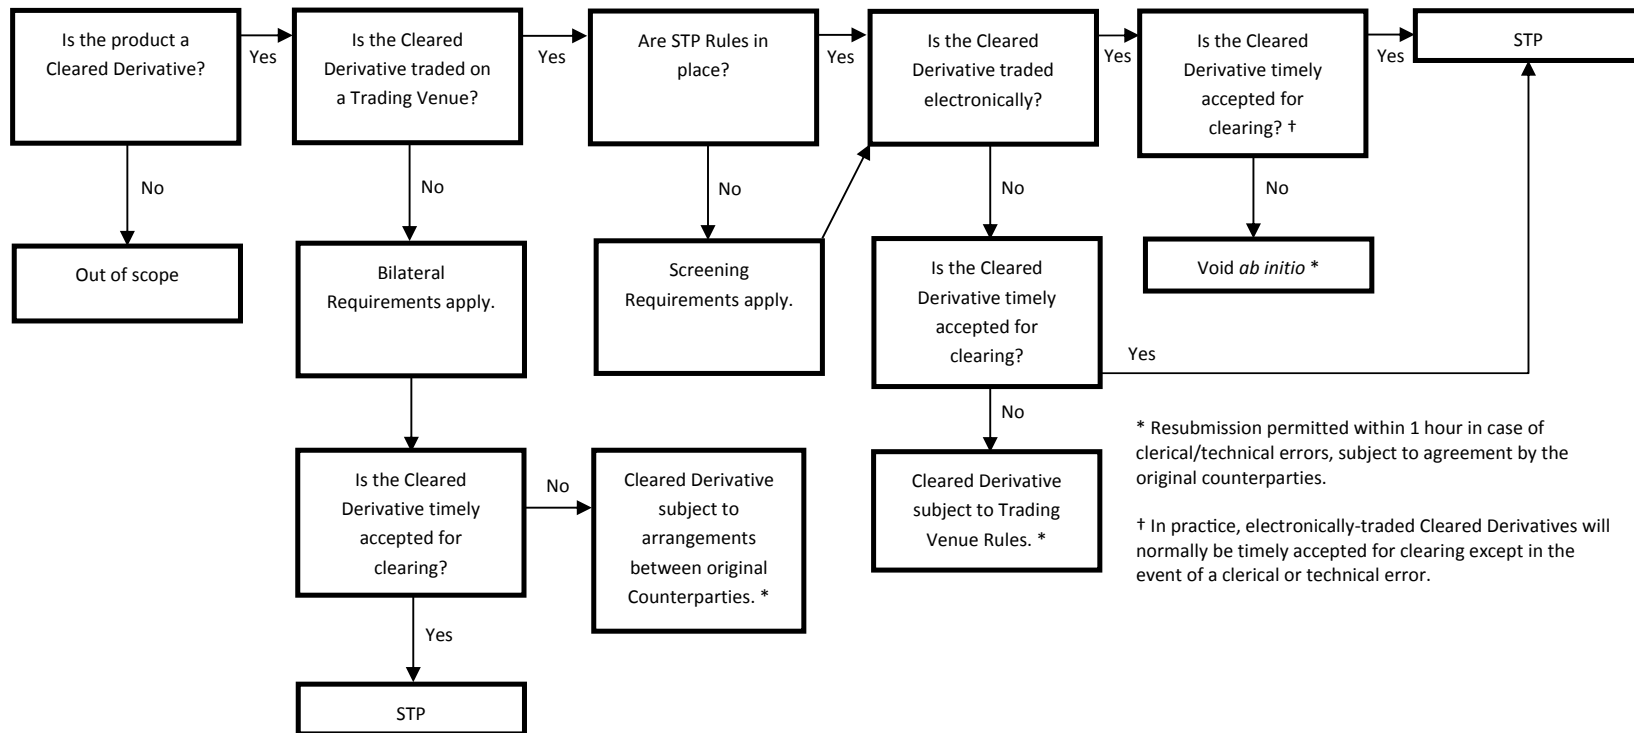 Is the product a
Cleared Derivative?
Yes
Is the Cleared
Derivative traded on
a Trading Venue?
Yes
Are STP Rules in
place?
Yes
Is the Cleared
Derivative traded
electronically?
Yes
Is the Cleared
Derivative timely
accepted for
clearing? †
Yes
STP
No
No
No
No
No
Out of scope
Bilateral
Requirements apply.
Screening
Requirements apply.
Is the Cleared
Derivative timely
accepted for
clearing?
Void ab initio *
Yes
No
Is the Cleared
Derivative timely
accepted for
clearing?
No
Cleared Derivative
subject to
arrangements
between original
Counterparties. *
Cleared Derivative
subject to Trading
Venue Rules. *
* Resubmission permitted within 1 hour in case of
clerical/technical errors, subject to agreement by the
original counterparties.
† In practice, electronically-traded Cleared Derivatives will
normally be timely accepted for clearing except in the
event of a clerical or technical error.
Yes
STP